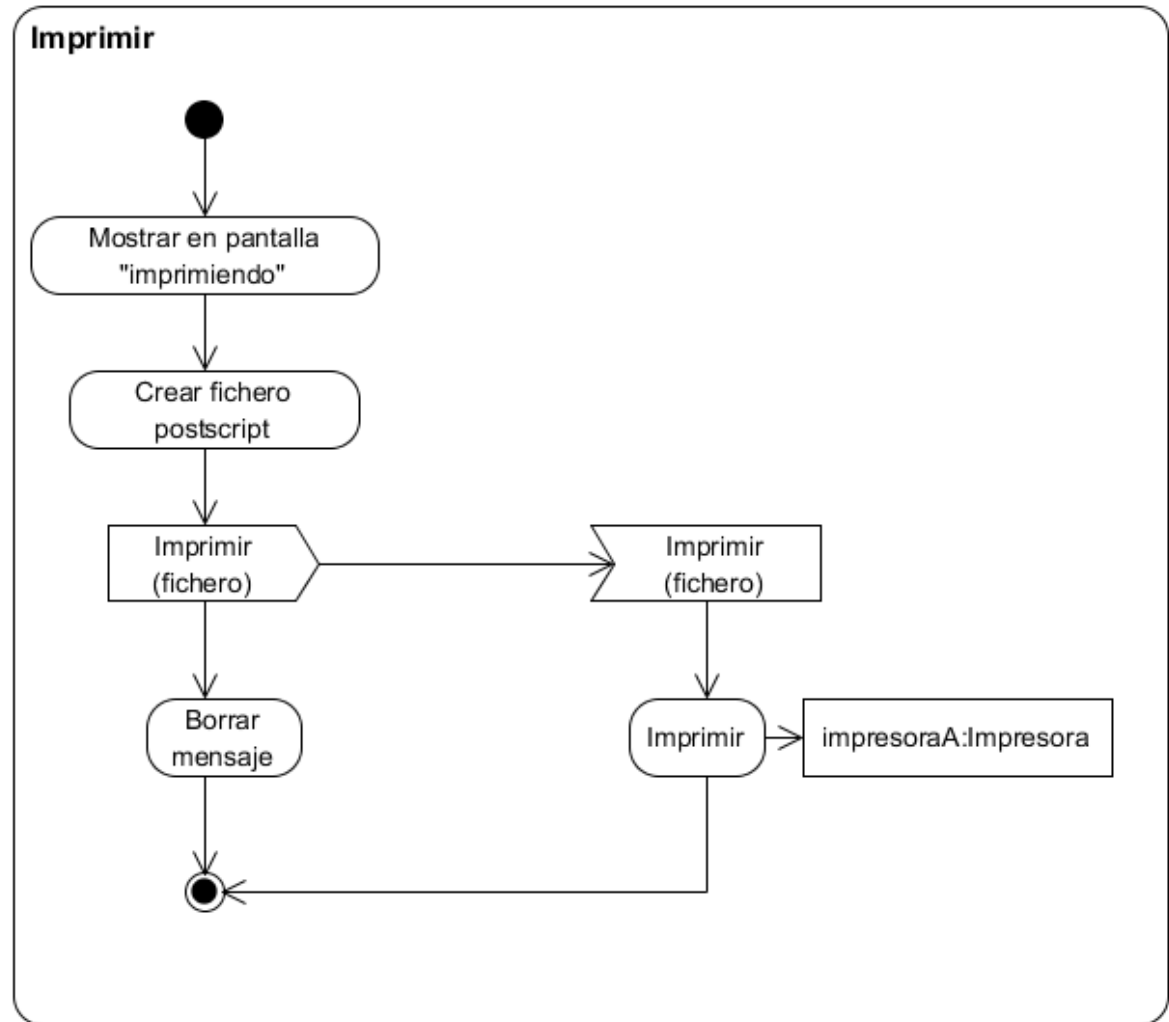 Imprimir
Mostrar en pantalla
"imprimiendo"
Crear fichero
postscript
Imprimir
(fichero)
Imprimir
(fichero)
Borrar
mensaje
Imprimir
impresoraA:Impresora